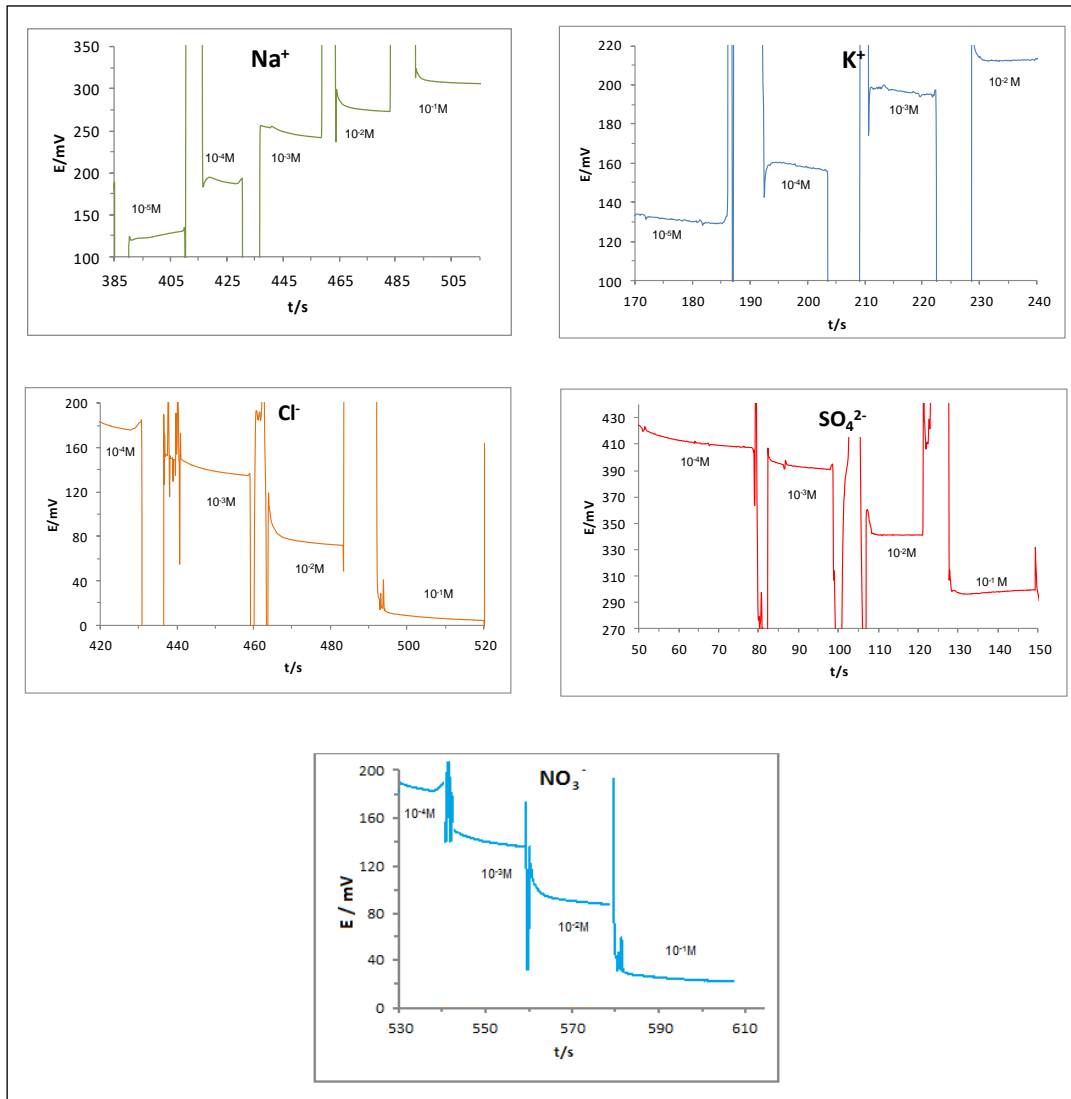 Na⁺
350
300
250
200
150
100
E/mV
10⁻⁵M
10⁻⁴M
10⁻³M
10⁻²M
10⁻¹M
385 405 425 445 465 485 505
t/s
K⁺
220
200
180
160
140
120
100
E/mV
10⁻⁵M
10⁻⁴M
10⁻³M
10⁻² M
170 180 190 200 210 220 230 240
t/s
Cl⁻
200
160
120
80
40
0
E/mV
10⁻⁴M
10⁻³M
10⁻²M
10⁻¹M
420 440 460 480 500 520
t/s
SO₄²⁻
430
410
390
370
350
330
310
290
270
E/mV
10⁻⁴M
10⁻³M
10⁻²M
10⁻¹ M
50 60 70 80 90 100 110 120 130 140 150
t/s
NO₃⁻
200
160
120
80
40
0
E / mV
10⁻⁴M
10⁻³M
10⁻²M
10⁻¹M
530 550 570 590 610
t/s